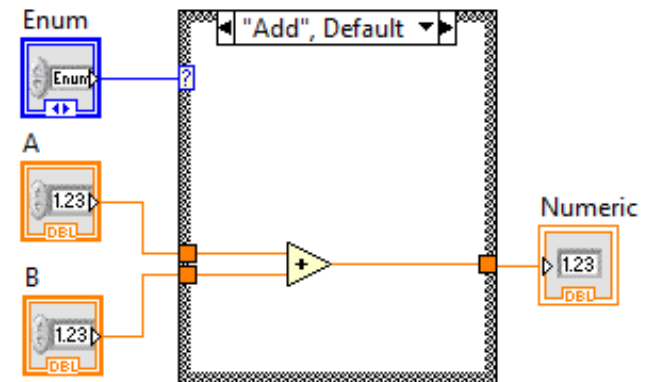 Enum
"Add", Default
Enum
?
A
1.23
DBL
+
Numeric
1.23
DBL
B
1.23
DBL